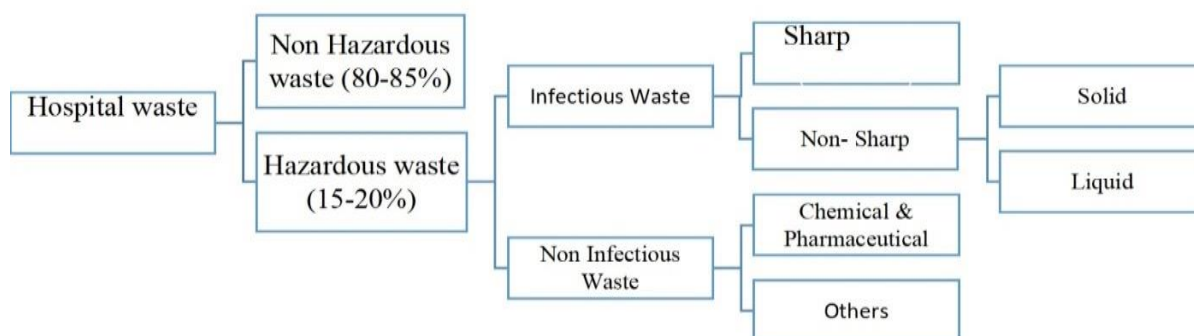 Hospital waste
Non Hazardous
waste (80-85%)
Hazardous waste
(15-20%)
Infectious Waste
Non Infectious
Waste
Sharp
Non- Sharp
Chemical &
Pharmaceutical
Others
Solid
Liquid